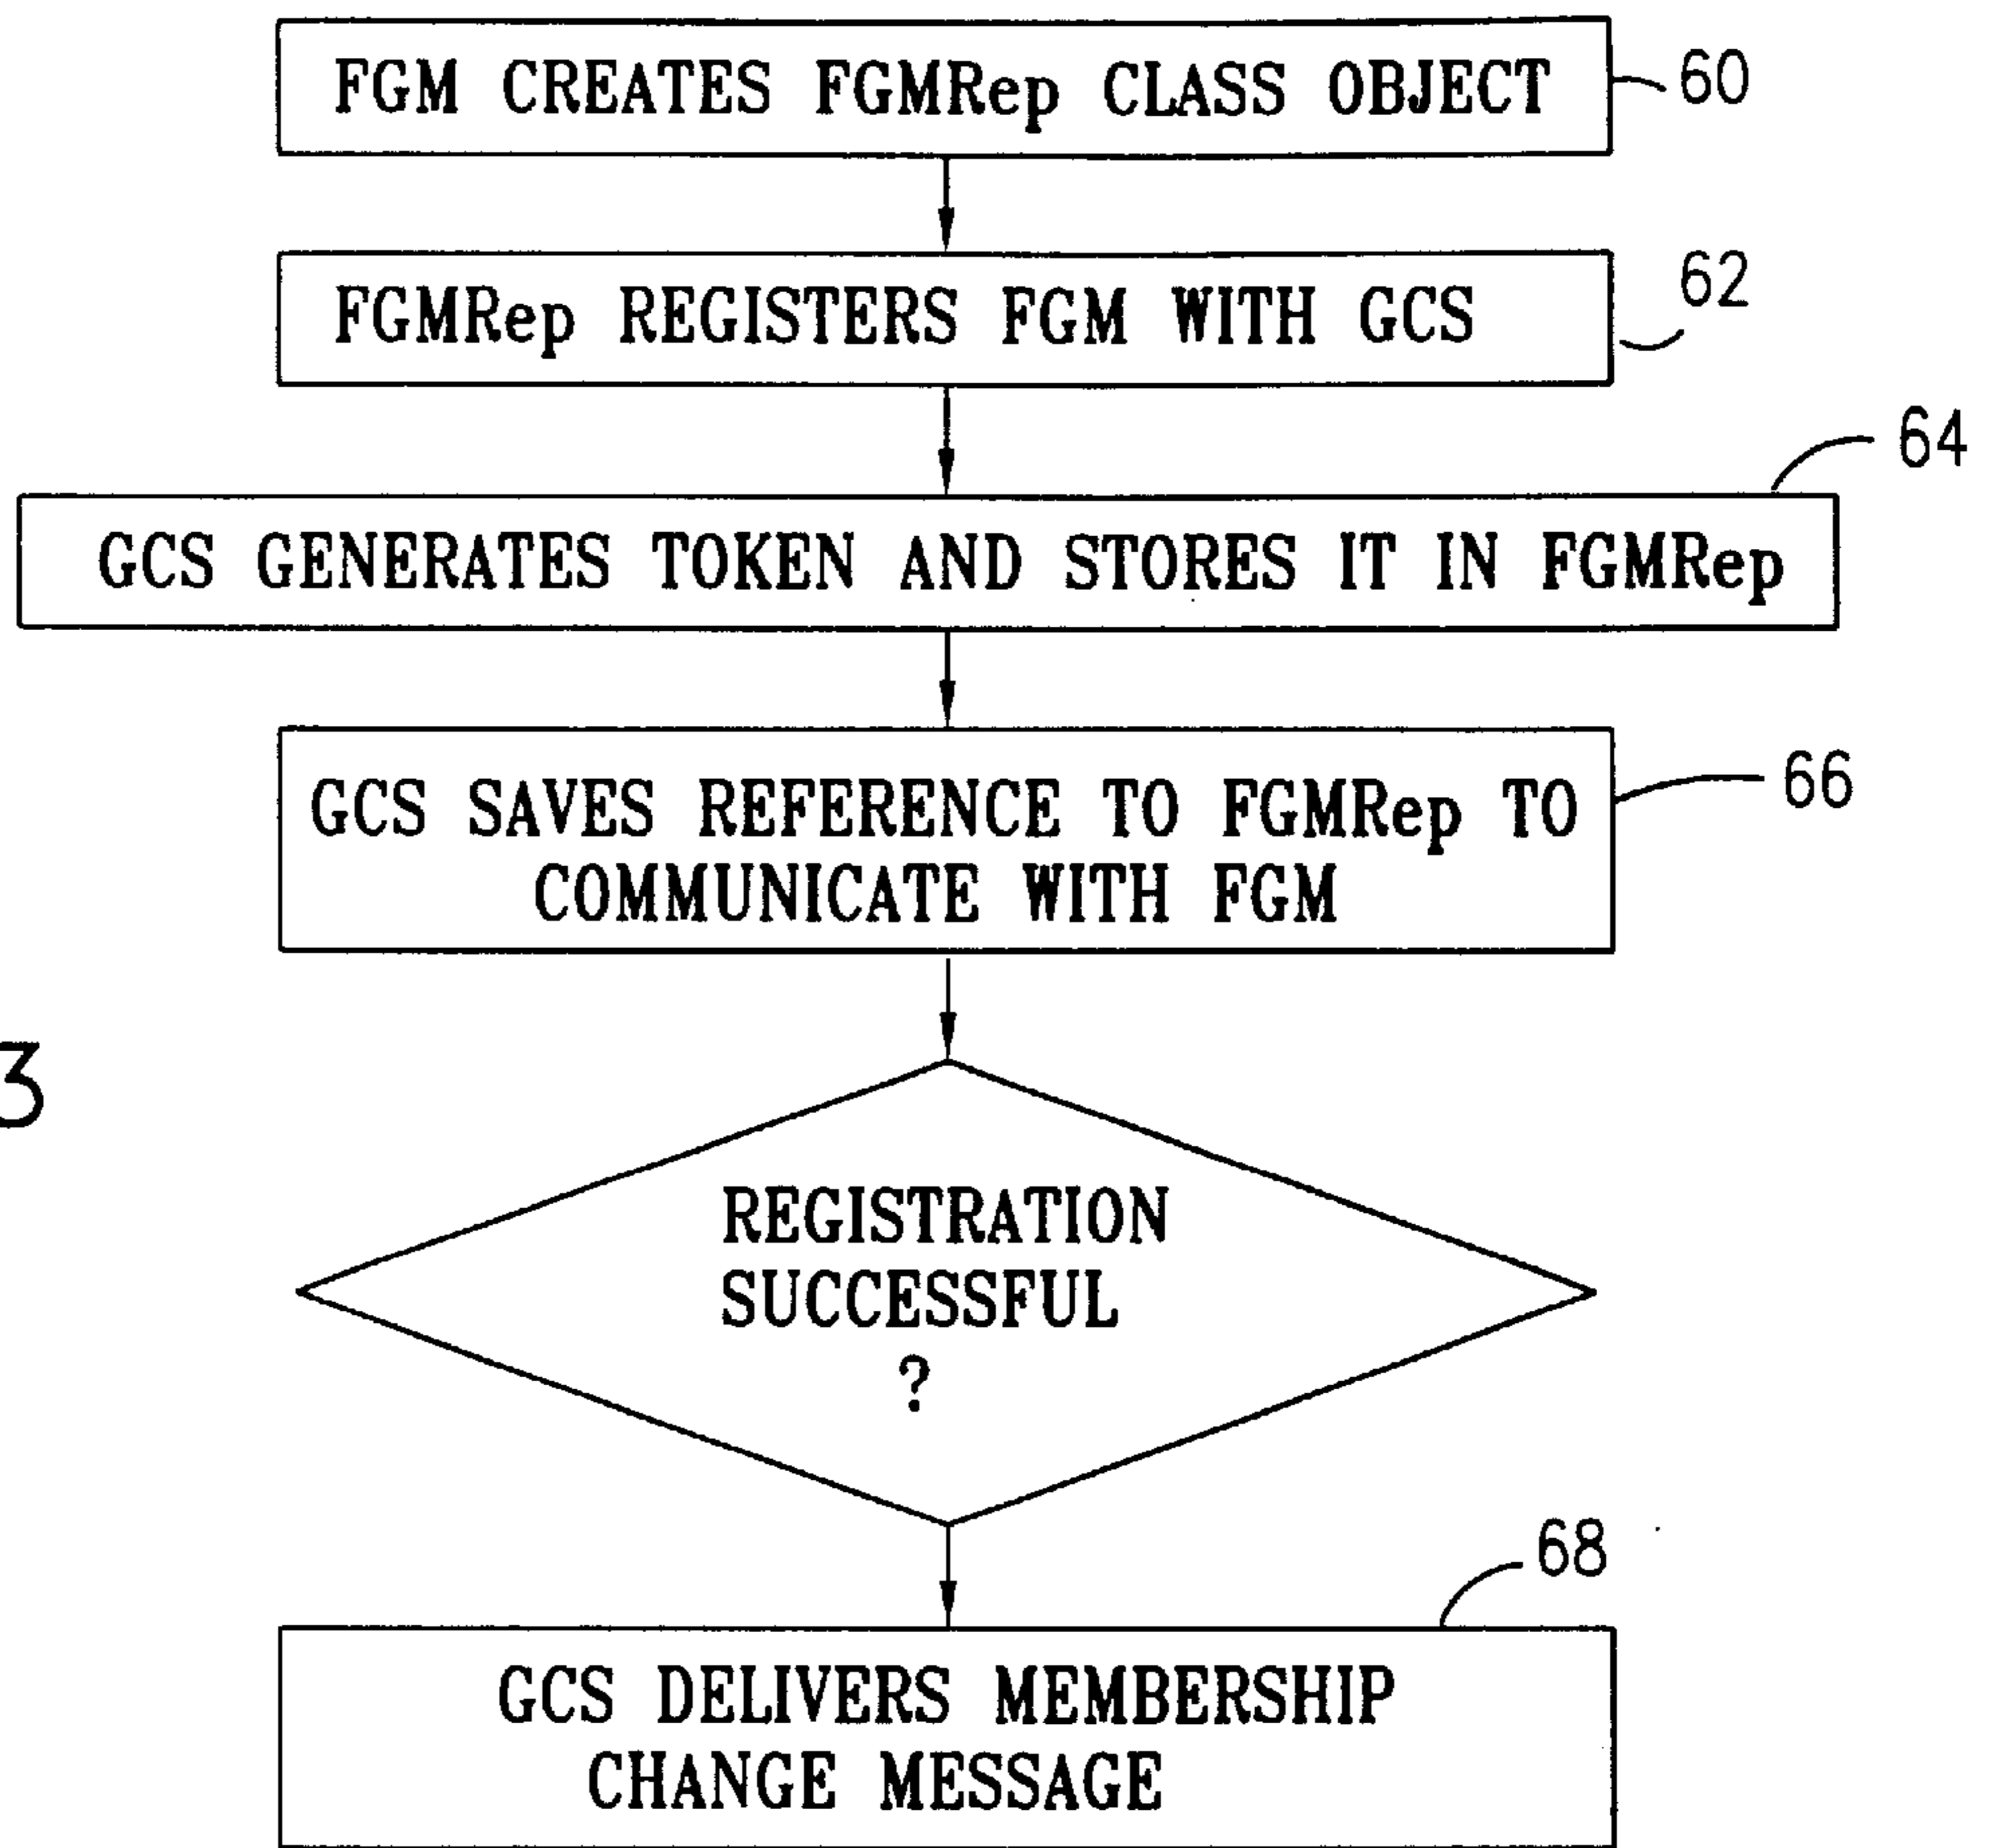 FGM CREATES FGMRep CLASS OBJECT
60
FGMRep REGISTERS FGM WITH GCS
62
64
GCS GENERATES TOKEN AND STORES IT IN FGMRep
GCS SAVES REFERENCE TO FGMRep TO
COMMUNICATE WITH FGM
66
3
REGISTRATION
SUCCESSFUL
?
68
GCS DELIVERS MEMBERSHIP
CHANGE MESSAGE